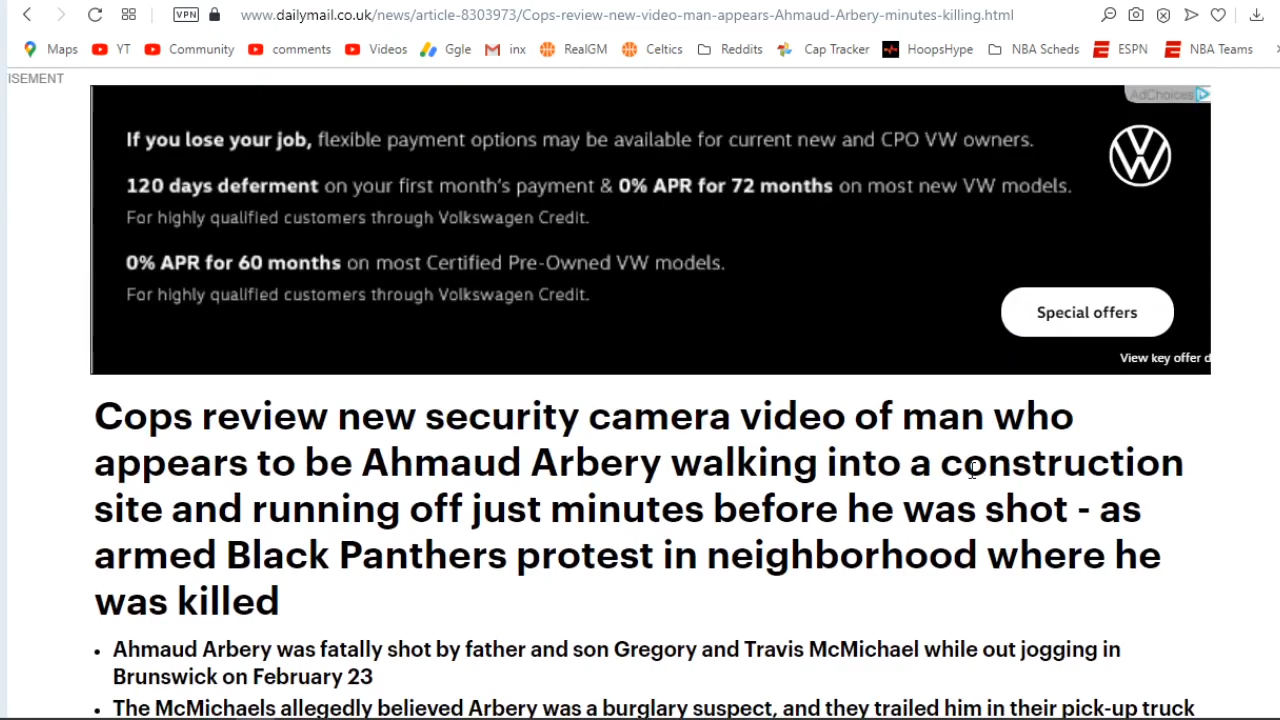 VPN www.dailymail.co.uk/news/article-8303973/Cops-review-new-video-man-appears-Ahmaud-Arbery-minutes-killing.html
Maps YT Community comments Videos Ggle inx RealGM Celtics Reddits Cap Tracker HoopsHype NBA Scheds ESPN NBA Teams
ISEMENT
AdChoices
If you lose your job, flexible payment options may be available for current new and CPO VW owners.
120 days deferment on your first month's payment & 0% APR for 72 months on most new VW models.
For highly qualified customers through Volkswagen Credit.
0% APR for 60 months on most Certified Pre-Owned VW models.
For highly qualified customers through Volkswagen Credit.
Special offers
View key offer d
Cops review new security camera video of man who
appears to be Ahmaud Arbery walking into a construction
site and running off just minutes before he was shot - as
armed Black Panthers protest in neighborhood where he
was killed
• Ahmaud Arbery was fatally shot by father and son Gregory and Travis McMichael while out jogging in
Brunswick on February 23
• The McMichaels allegedly believed Arbery was a burglary suspect, and they trailed him in their pick-up truck